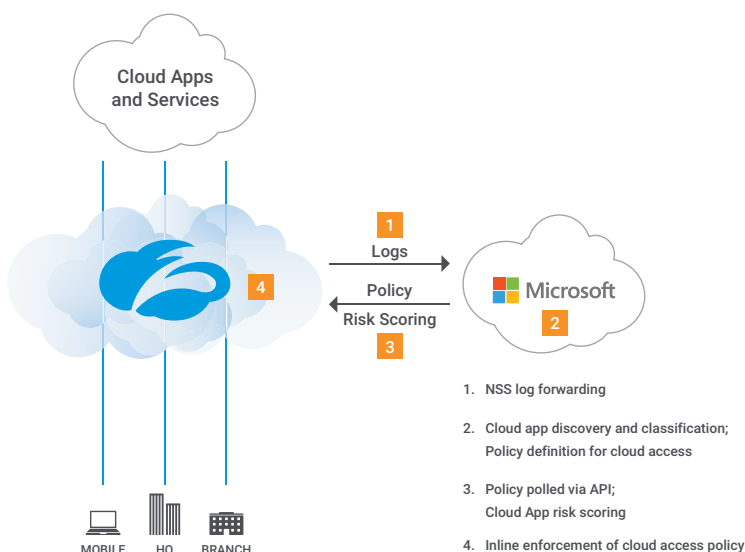 Cloud Apps
and Services
1
Logs
Policy
Risk Scoring
3
4
Microsoft
2
1. NSS log forwarding
2. Cloud app discovery and classification;
Policy definition for cloud access
3. Policy polled via API;
Cloud App risk scoring
4. Inline enforcement of cloud access policy
MOBILE
HQ
BRANCH